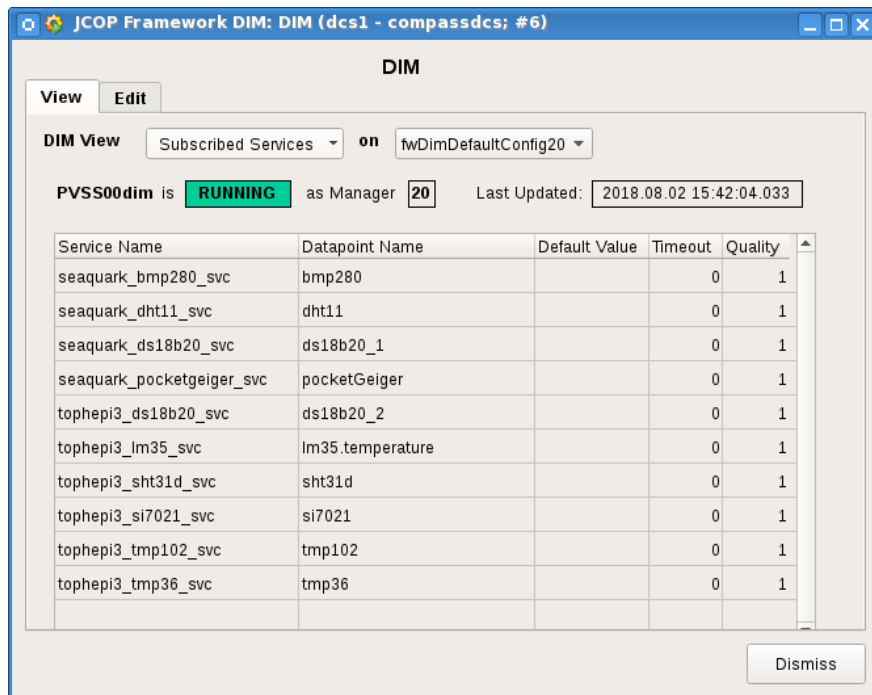 JCOP Framework DIM: DIM (dcs1 - compassdcs; #6)
DIM
View Edit
DIM View Subscribed Services on fwDimDefaultConfig20
PVSS00dim is RUNNING as Manager 20 Last Updated: 2018.08.02 15:42:04.033
Service Name Datapoint Name Default Value Timeout Quality
seaquark_bmp280_svc bmp280 0 1
seaquark_dht11_svc dht11 0 1
seaquark_ds18b20_svc ds18b20_1 0 1
seaquark_pocketgeiger_svc pocketGeiger 0 1
tophepi3_ds18b20_svc ds18b20_2 0 1
tophepi3_lm35_svc lm35.temperature 0 1
tophepi3_sht31d_svc sht31d 0 1
tophepi3_si7021_svc si7021 0 1
tophepi3_tmp102_svc tmp102 0 1
tophepi3_tmp36_svc tmp36 0 1
Dismiss